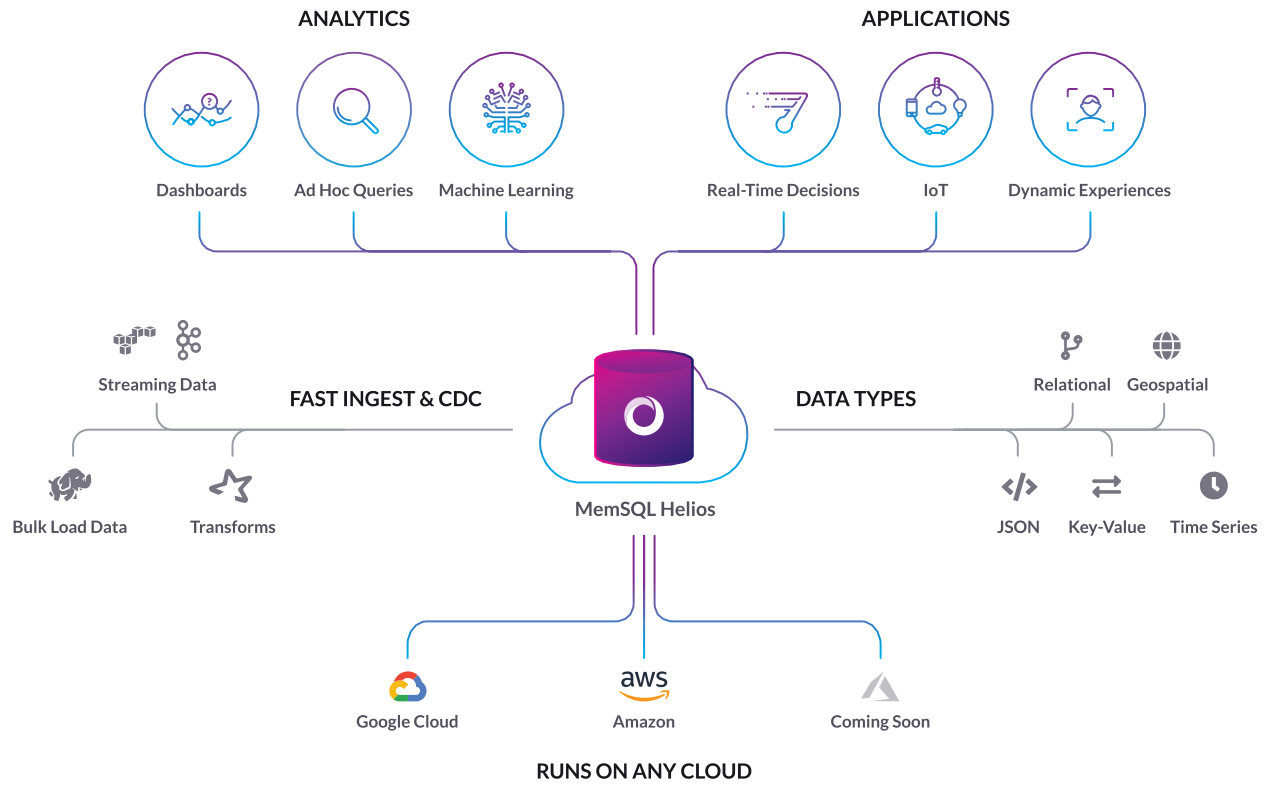 ANALYTICS
APPLICATIONS
?
Dashboards
Ad Hoc Queries
Machine Learning
Real-Time Decisions
IoT
Dynamic Experiences
Streaming Data
FAST INGEST & CDC
DATA TYPES
Relational
Geospatial
Bulk Load Data
Transforms
MemSQL Helios
JSON
Key-Value
Time Series
aws
Google Cloud
Amazon
Coming Soon
RUNS ON ANY CLOUD